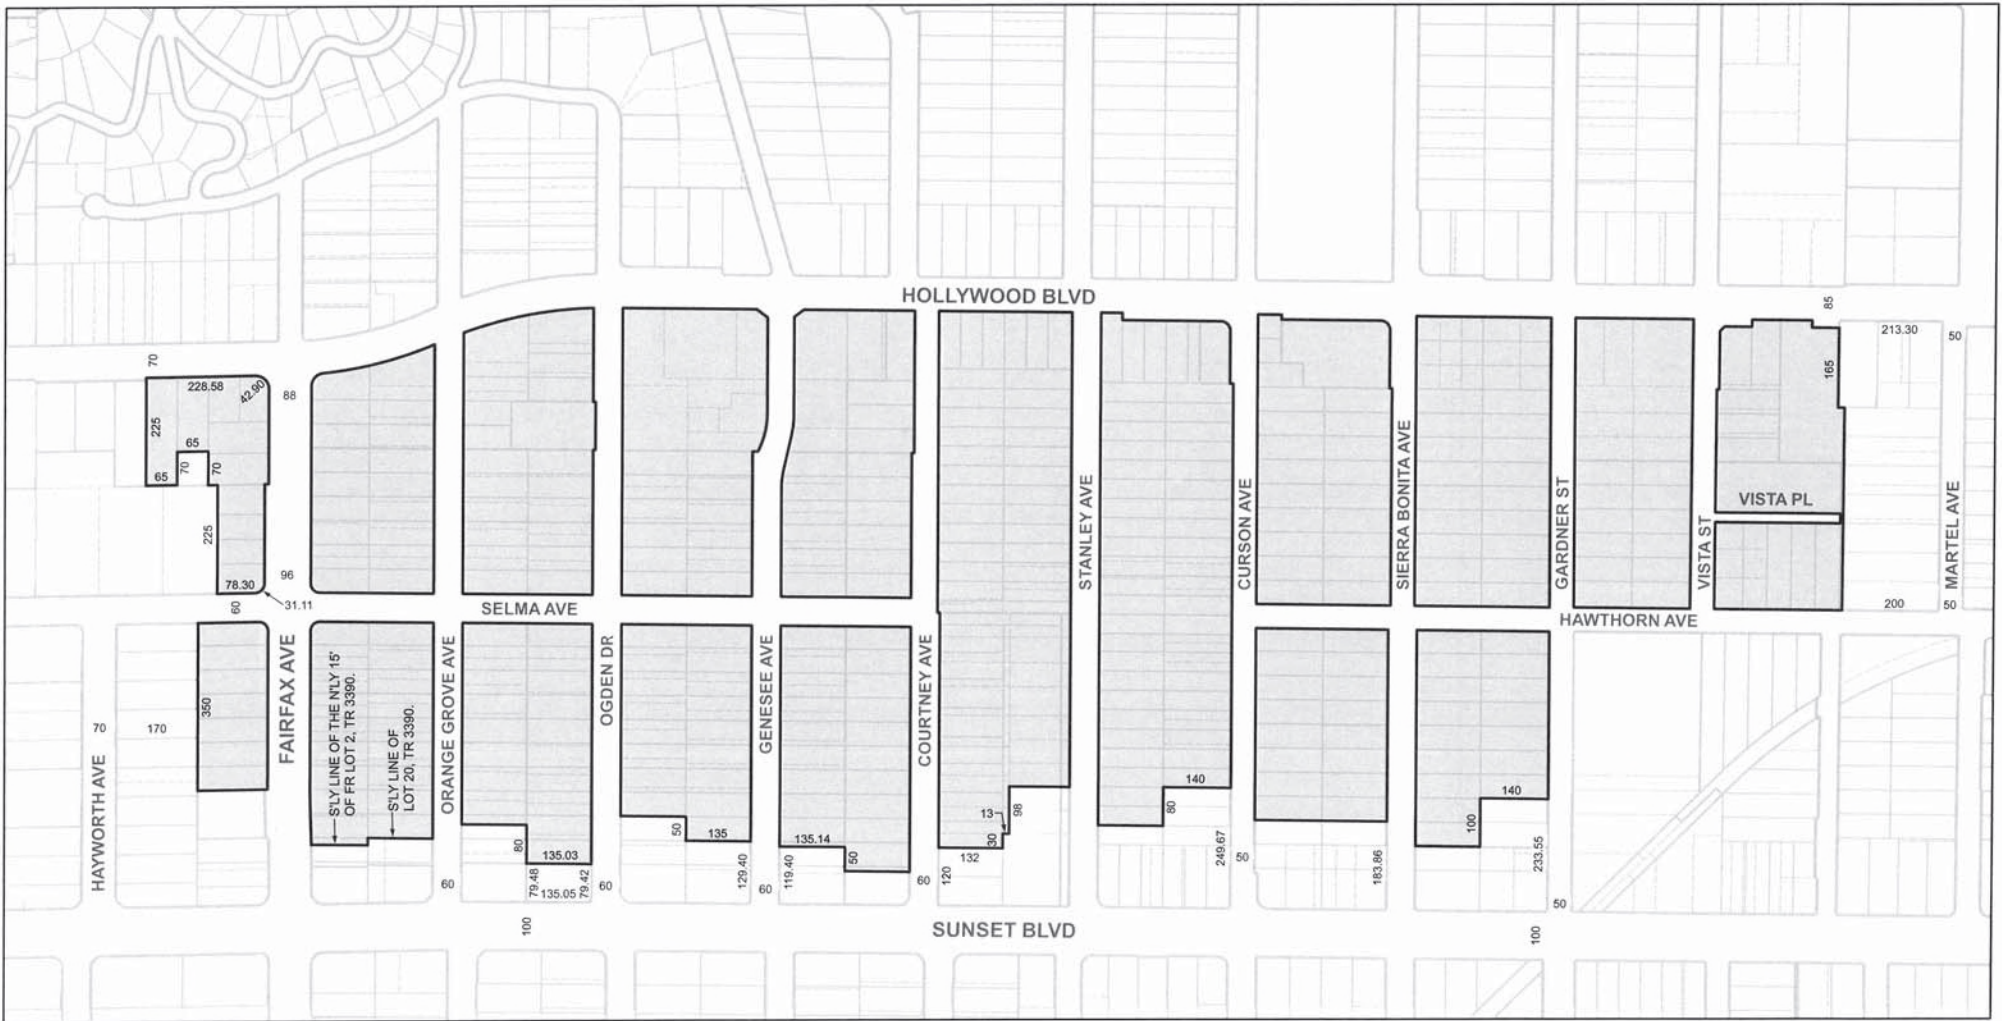 HOLLYWOOD BLVD
85
213.30
50
70
228.58
42.90
88
165
225
65
65
70
70
225
VISTA PL
STANLEY AVE
CURSON AVE
SIERRA BONITA AVE
GARDNER ST
VISTA ST
MARTEL AVE
78.30
96
31.11
60
SELMA AVE
200
50
HAWTHORN AVE
350
70
170
HAYWORTH AVE
FAIRFAX AVE
S'LY LINE OF THE N'LY 15'
OF FR LOT 2, TR 3390.
S'LY LINE OF
LOT 20, TR 3390.
ORANGE GROVE AVE
OGDEN DR
GENESEE AVE
COURTNEY AVE
140
80
140
100
98
13
30
132
120
50
135
135.14
50
80
135.03
79.48
135.05
79.42
60
60
129.40
60
119.40
60
249.67
50
183.86
233.55
50
SUNSET BLVD
100
100